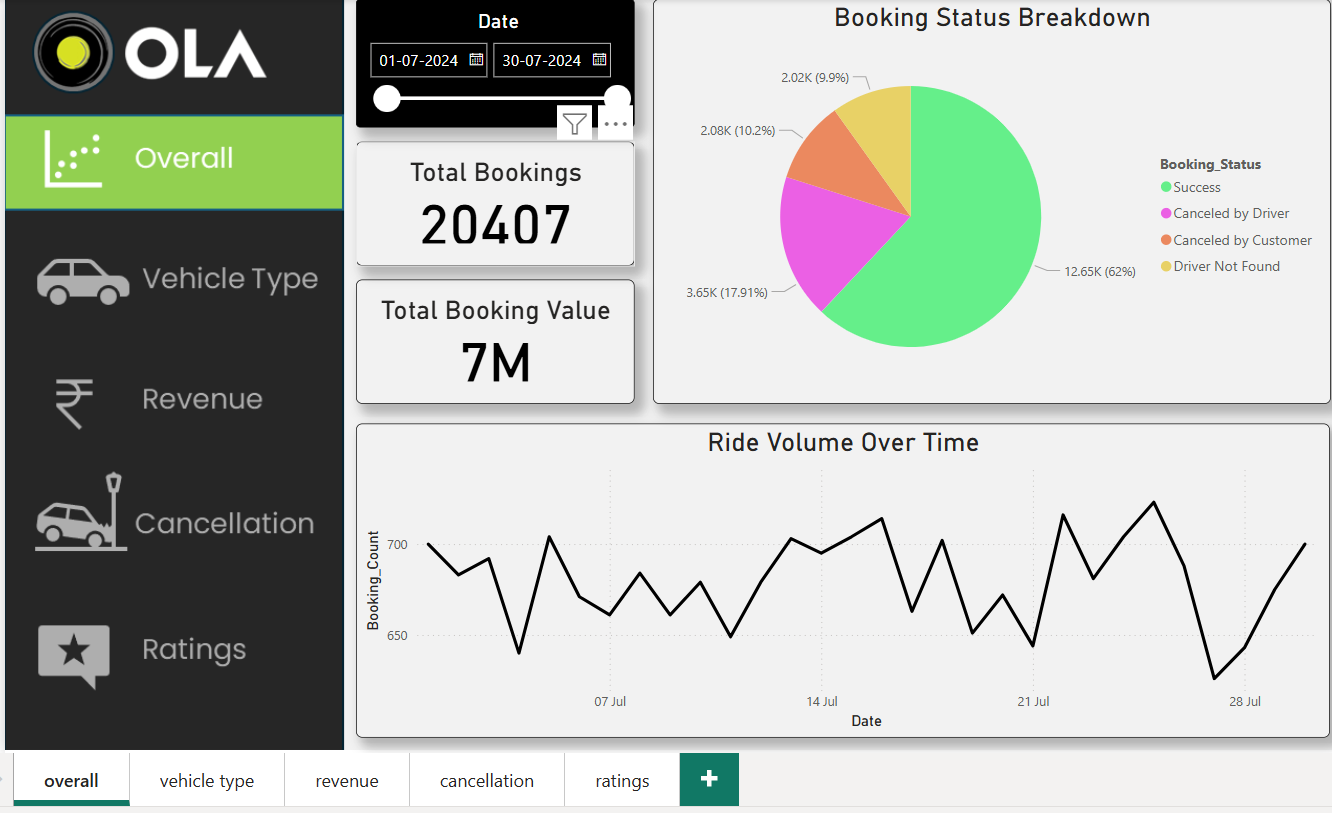 OLA
Overall
Vehicle Type
Revenue
Cancellation
Ratings
Date
01-07-2024
30-07-2024
Total Bookings
20407
Total Booking Value
7M
Booking Status Breakdown
2.02K (9.9%)
2.08K (10.2%)
3.65K (17.91%)
12.65K (62%)
Booking_Status
Success
Canceled by Driver
Canceled by Customer
Driver Not Found
Ride Volume Over Time
Booking_Count
700
650
07 Jul
14 Jul
21 Jul
28 Jul
Date
overall
vehicle type
revenue
cancellation
ratings
+